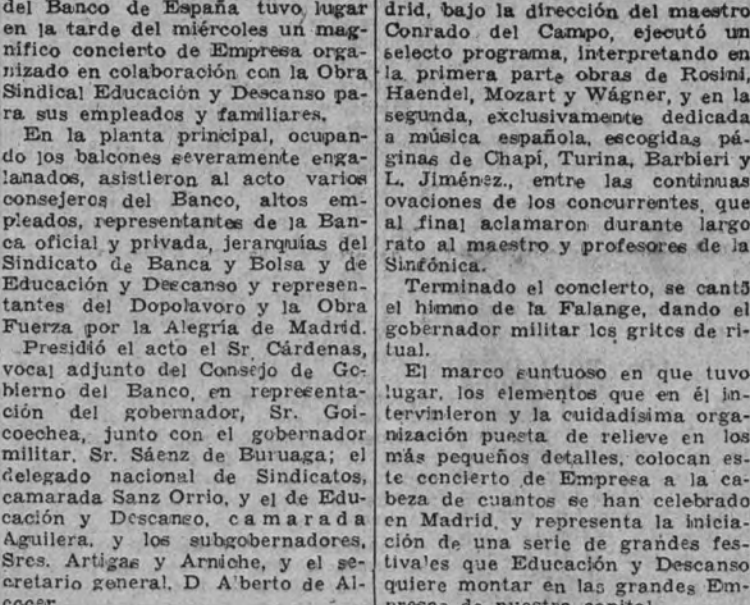 del Banco de España tuvo lugar
en la tarde del miércoles un mag-
nífico concierto de Empresa orga-
nizado en colaboración con la Obra
Sindical Educación y Descanso pa-
ra sus empleados y familiares.
En la planta principal, ocupan-
do los balcones severamente enga-
lanados, asistieron al acto varios
consejeros del Banco, altos em-
pleados, representantes de la Ban-
ca oficial y privada, jerarquías del
Sindicato de Banca y Bolsa y de
Educación y Descanso y represen-
tantes del Dopolavoro y la Obra
Fuerza por la Alegría de Madrid.
Presidió el acto el Sr. Cárdenas,
vocal adjunto del Consejo de Go-
bierno del Banco, en representa-
ción del gobernador, Sr. Goi-
coechea, junto con el gobernador
militar, Sr. Sáenz de Buruaga; el
delegado nacional de Sindicatos,
camarada Sanz Orrio, y el de Edu-
cación y Descanso, camarada
Aguilera, y los subgobernadores,
Sres. Artigas y Arniche, y el se-
cretario general, D. Alberto de Al-
cocer
drid, bajo la dirección del maestro
Conrado del Campo, ejecutó un
selecto programa, interpretando en
la primera parte obras de Rosini,
Haendel, Mozart y Wágner, y en la
segunda, exclusivamente dedicada
a música española, escogidas pá-
ginas de Chapí, Turina, Barbieri y
L. Jiménez., entre las continuas
ovaciones de los concurrentes, que
al final aclamaron durante largo
rato al maestro y profesores de la
Sinfónica.
Terminado el concierto, se cantó
el himno de la Falange, dando el
gobernador militar los gritos de ri-
tual.
El marco suntuoso en que tuvo
lugar, los elementos que en él in-
tervinieron y la cuidadísima orga-
nización puesta de relieve en los
más pequeños detalles, colocan es-
te concierto de Empresa a la ca-
beza de cuantos se han celebrado
en Madrid, y representa la inicia-
ción de una serie de grandes fes-
tivales que Educación y Descanso
quiere montar en las grandes Em-
presas de nuestra capital